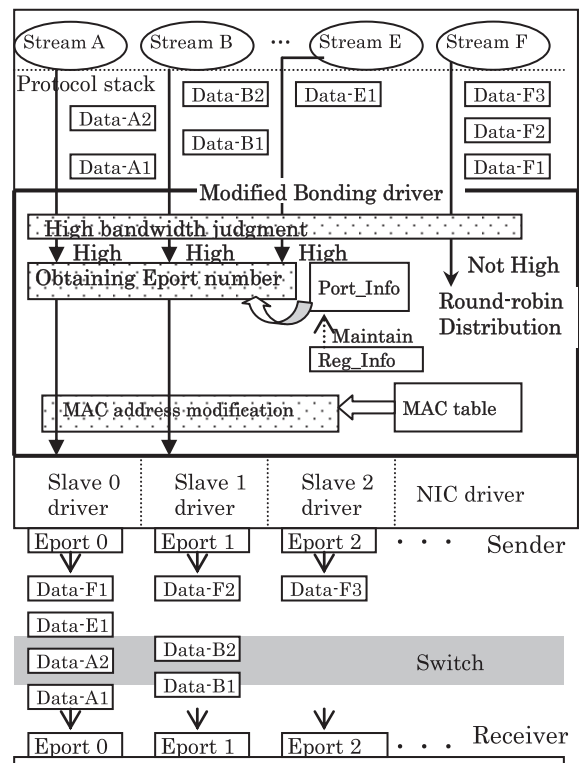 Stream A Stream B ... Stream E Stream F
Protocol stack
Data-B2 Data-E1 Data-F3
Data-A2 Data-F2
Data-B1
Data-A1 Data-F1
Modified Bonding driver
High bandwidth judgment
High High High
Not High
Obtaining Eport number
Port_Info
Round-robin
Distribution
Maintain
Reg_Info
MAC address modification
MAC table
Slave 0
driver
Slave 1
driver
Slave 2
driver
NIC driver
Eport 0 Eport 1 Eport 2 . . . Sender
Data-F1 Data-F2 Data-F3
Data-E1
Data-B2
Data-A2
Switch
Data-B1
Data-A1
Eport 0 Eport 1 Eport 2 . . . Receiver